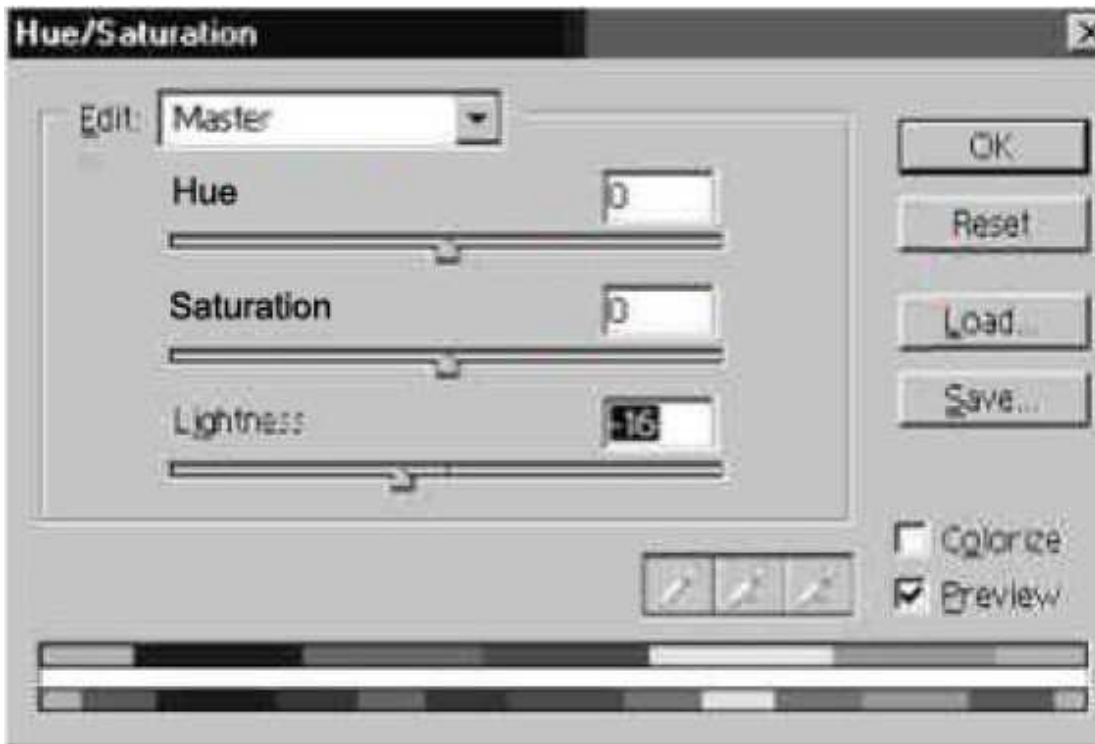 Hue/Saturation
Edit: Master
OK
Hue 0
Reset
Saturation 0
Load...
Lightness -16
Save...
Colorize
Preview